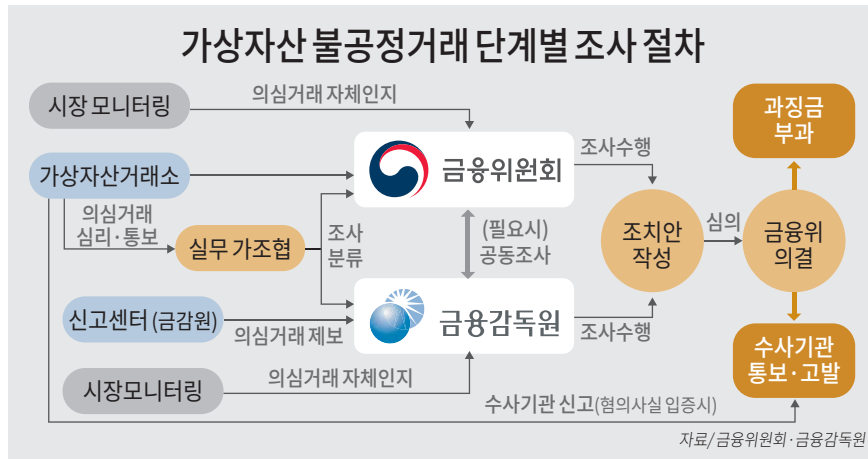 가상자산 불공정거래 단계별 조사 절차
시장 모니터링
의심거래 자체인지
가상자산거래소
의심거래
심리·통보
실무 가조협
조사
분류
금융위원회
(필요시)
공동조사
금융감독원
신고센터 (금감원)
의심거래 제보
시장모니터링
의심거래 자체인지
조사수행
조사수행
조치안
작성
심의
금융위
의결
과징금
부과
수사기관
통보·고발
수사기관 신고(혐의사실 입증시)
자료/금융위원회·금융감독원